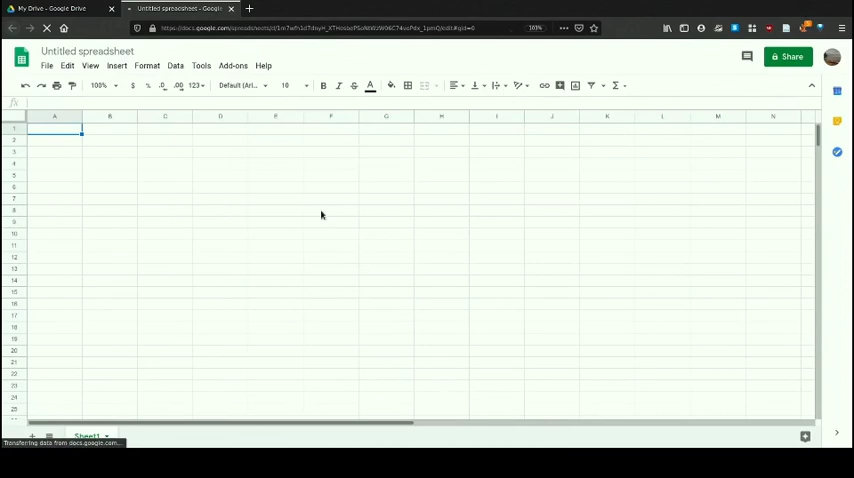 My Drive - Google Drive
Untitled spreadsheet - Google
Untitled spreadsheet
File Edit View Insert Format Data Tools Add-ons Help
Share
100% $ % .0 .00 123 Default (Ari... 10 B I S A Σ
fx
A B C D E F G H I J K L M N
1
2
3
4
5
6
7
8
9
10
11
12
13
14
15
16
17
18
19
20
21
22
23
24
25
Sheet1
Transferring data from docs.google.com...